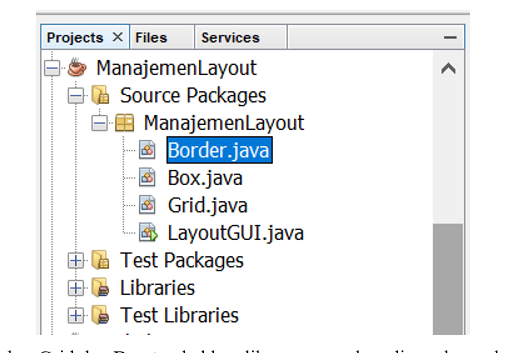 Projects × Files Services
ManajemenLayout
Source Packages
ManajemenLayout
Border.java
Box.java
Grid.java
LayoutGUI.java
Test Packages
Libraries
Test Libraries